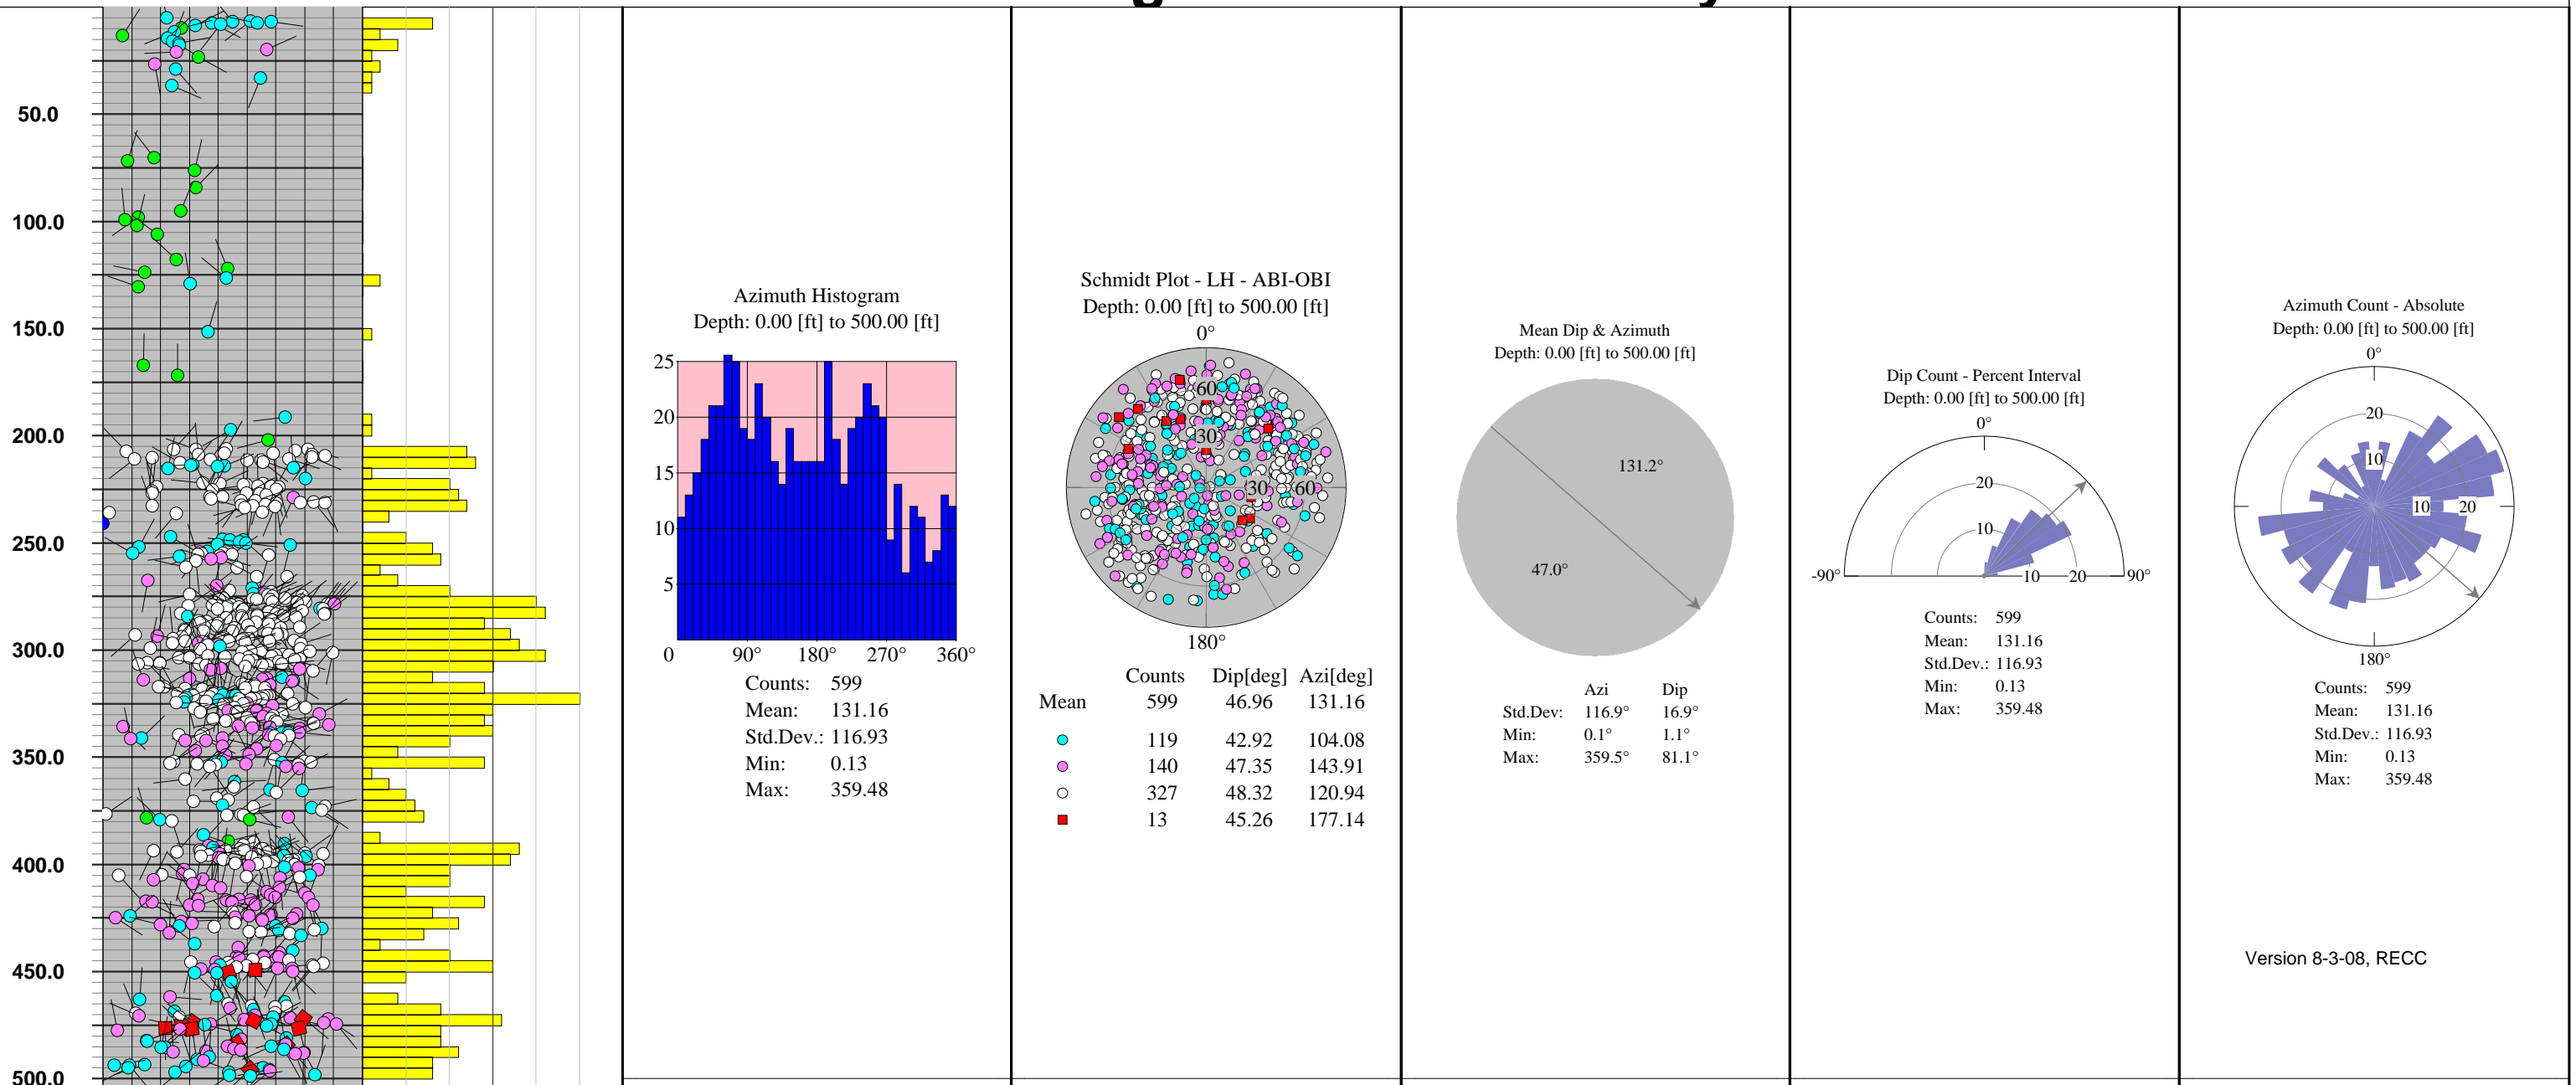 50.0
100.0
150.0
200.0
250.0
300.0
350.0
400.0
450.0
500.0
Azimuth Histogram
Depth: 0.00 [ft] to 500.00 [ft]
25
20
15
10
5
0 90° 180° 270° 360°
Counts: 599
Mean: 131.16
Std.Dev.: 116.93
Min: 0.13
Max: 359.48
Schmidt Plot - LH - ABI-OBI
Depth: 0.00 [ft] to 500.00 [ft]
0°
60
30
30 60
180°
Counts Dip[deg] Azi[deg]
Mean 599 46.96 131.16
119 42.92 104.08
140 47.35 143.91
327 48.32 120.94
13 45.26 177.14
Mean Dip & Azimuth
Depth: 0.00 [ft] to 500.00 [ft]
131.2°
47.0°
Azi Dip
Std.Dev: 116.9° 16.9°
Min: 0.1° 1.1°
Max: 359.5° 81.1°
Dip Count - Percent Interval
Depth: 0.00 [ft] to 500.00 [ft]
0°
20
10
-90° 10 20 90°
Counts: 599
Mean: 131.16
Std.Dev.: 116.93
Min: 0.13
Max: 359.48
Azimuth Count - Absolute
Depth: 0.00 [ft] to 500.00 [ft]
0°
20
10
10 20
180°
Counts: 599
Mean: 131.16
Std.Dev.: 116.93
Min: 0.13
Max: 359.48
Version 8-3-08, RECC